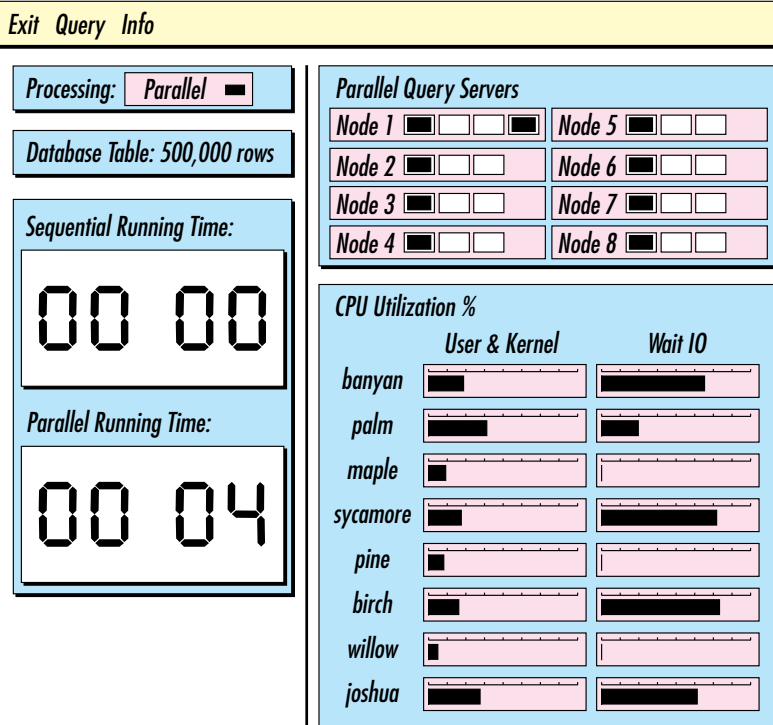 Exit Query Info
Processing: Parallel
Database Table: 500,000 rows
Sequential Running Time:
00 00
Parallel Running Time:
00 04
Parallel Query Servers
Node 1 Node 5
Node 2 Node 6
Node 3 Node 7
Node 4 Node 8
CPU Utilization %
User & Kernel Wait IO
banyan
palm
maple
sycamore
pine
birch
willow
joshua